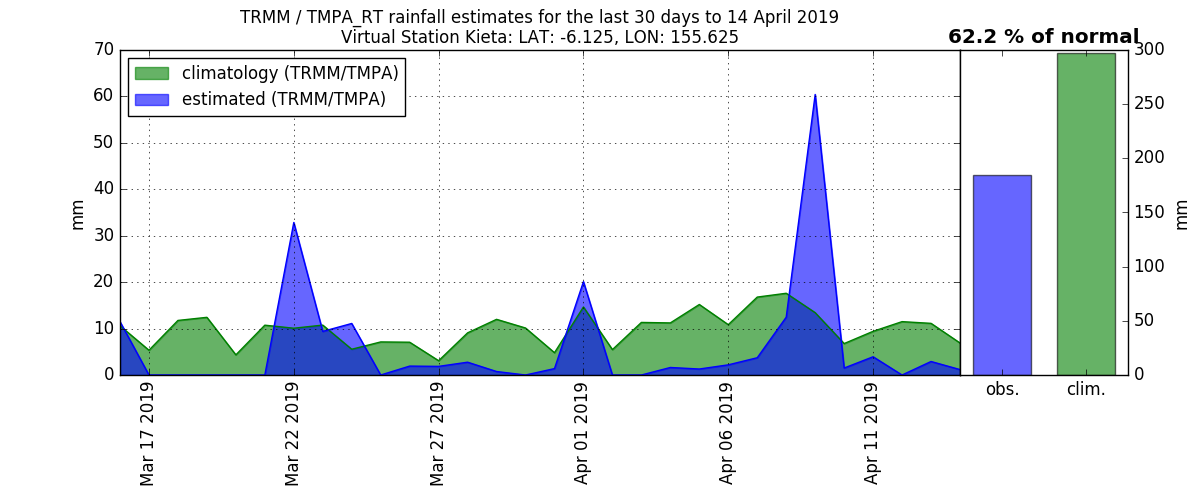 TRMM / TMPA_RT rainfall estimates for the last 30 days to 14 April 2019
Virtual Station Kieta: LAT: -6.125, LON: 155.625
62.2 % of normal
climatology (TRMM/TMPA)
estimated (TRMM/TMPA)
70
60
50
40
30
20
10
0
mm
Mar 17 2019
Mar 22 2019
Mar 27 2019
Apr 01 2019
Apr 06 2019
Apr 11 2019
300
250
200
150
100
50
0
mm
obs.
clim.